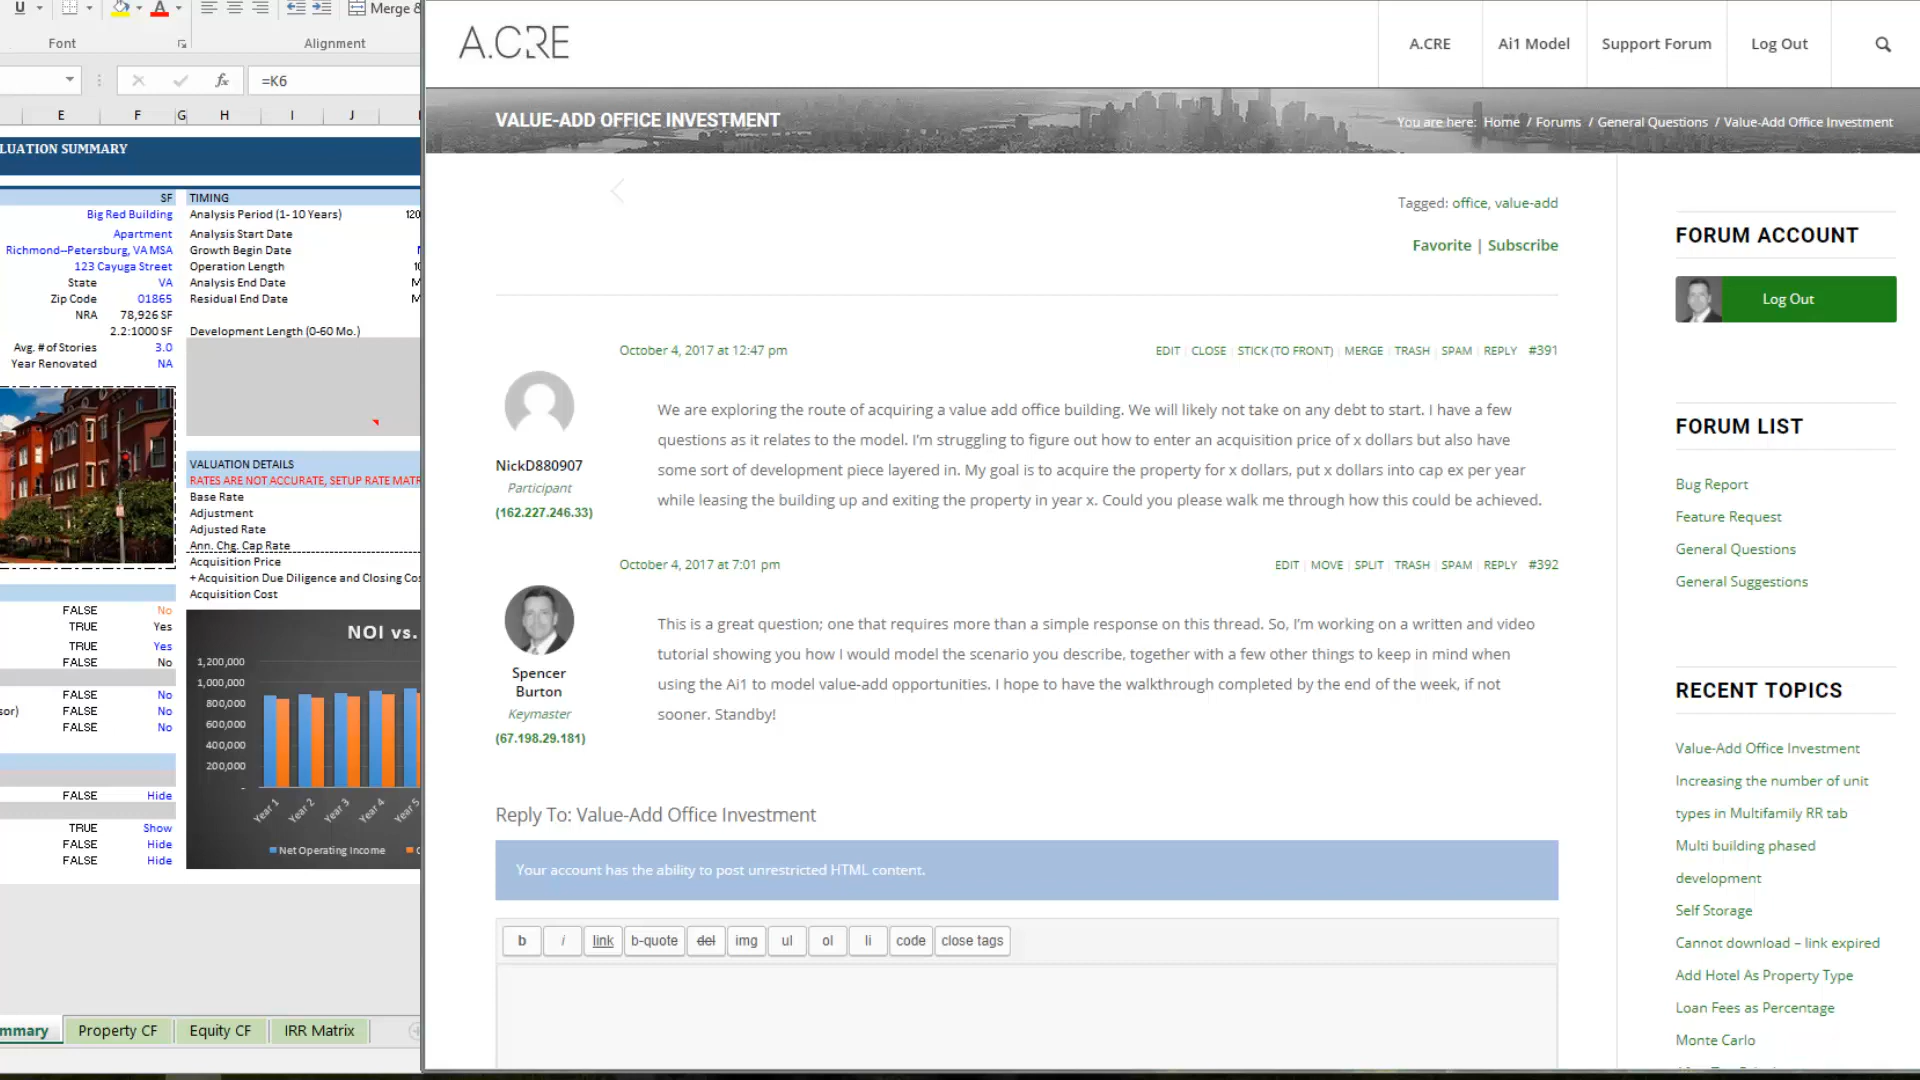 U
A
Merge &
Font
Alignment
fx
=K6
E F G H I J
LUATION SUMMARY
SF
Big Red Building
Apartment
Richmond--Petersburg, VA MSA
123 Cayuga Street
State VA
Zip Code 01865
NRA 78,926 SF
2.2:1000 SF
Avg. # of Stories 3.0
Year Renovated NA
FALSE No
TRUE Yes
TRUE Yes
FALSE No
FALSE No
sor) FALSE No
FALSE No
FALSE Hide
TRUE Show
FALSE Hide
FALSE Hide
TIMING
Analysis Period (1- 10 Years) 120
Analysis Start Date
Growth Begin Date
Operation Length
Analysis End Date
Residual End Date
Development Length (0-60 Mo.)
VALUATION DETAILS
RATES ARE NOT ACCURATE, SETUP RATE MATR
Base Rate
Adjustment
Adjusted Rate
Ann. Chg. Cap Rate
Acquisition Price
+ Acquisition Due Diligence and Closing Cos
Acquisition Cost
NOI vs.
1,200,000
1,000,000
800,000
600,000
400,000
200,000
-
Year 1 Year 2 Year 3 Year 4 Year 5
Net Operating Income
mmary Property CF Equity CF IRR Matrix
A.CRE
A.CRE Ai1 Model Support Forum Log Out
VALUE-ADD OFFICE INVESTMENT
You are here: Home / Forums / General Questions / Value-Add Office Investment
Tagged: office, value-add
Favorite | Subscribe
October 4, 2017 at 12:47 pm
EDIT | CLOSE | STICK (TO FRONT) | MERGE | TRASH | SPAM | REPLY #391
NickD880907
Participant
(162.227.246.33)
We are exploring the route of acquiring a value add office building. We will likely not take on any debt to start. I have a few
questions as it relates to the model. I'm struggling to figure out how to enter an acquisition price of x dollars but also have
some sort of development piece layered in. My goal is to acquire the property for x dollars, put x dollars into cap ex per year
while leasing the building up and exiting the property in year x. Could you please walk me through how this could be achieved.
October 4, 2017 at 7:01 pm
EDIT | MOVE | SPLIT | TRASH | SPAM | REPLY #392
Spencer
Burton
Keymaster
(67.198.29.181)
This is a great question; one that requires more than a simple response on this thread. So, I'm working on a written and video
tutorial showing you how I would model the scenario you describe, together with a few other things to keep in mind when
using the Ai1 to model value-add opportunities. I hope to have the walkthrough completed by the end of the week, if not
sooner. Standby!
Reply To: Value-Add Office Investment
Your account has the ability to post unrestricted HTML content.
b i link b-quote del img ul ol li code close tags
FORUM ACCOUNT
Log Out
FORUM LIST
Bug Report
Feature Request
General Questions
General Suggestions
RECENT TOPICS
Value-Add Office Investment
Increasing the number of unit
types in Multifamily RR tab
Multi building phased
development
Self Storage
Cannot download – link expired
Add Hotel As Property Type
Loan Fees as Percentage
Monte Carlo